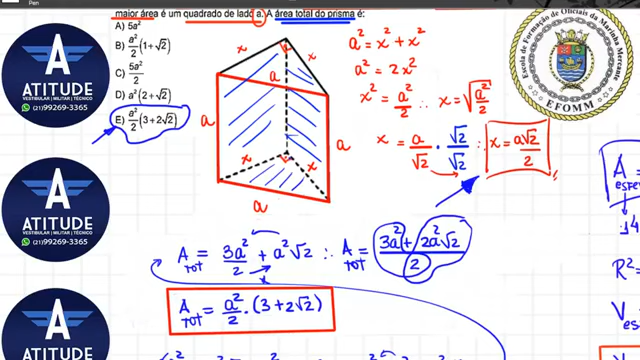 Pen
maior área é um quadrado de lado a. A área total do prisma é:
A) 5a²
B) a²/2 (1+√2)
C) 5a²/2
D) a²(2+√2)
E) a²/2 (3+2√2)
ATITUDE
VESTIBULAR | MILITAR | TÉCNICO
(21)99269-3365
ATITUDE
VESTIBULAR | MILITAR | TÉCNICO
(21)99269-3365
ATITUDE
x
x
a
a
a
x
x
a
a² = x² + x²
a² = 2x²
x² = a²/2 ∴ x = √(a²/2)
x = a/√2 · √2/√2 ∴ x = a√2/2
Escola de Formação de Oficiais da Marinha Mercante
EFOMM
A TOT = 3a²/2 + a²√2 ∴ A TOT = (3a² + 2a²√2)/2
A TOT = a²/2 · (3+2√2)
A
R²
V